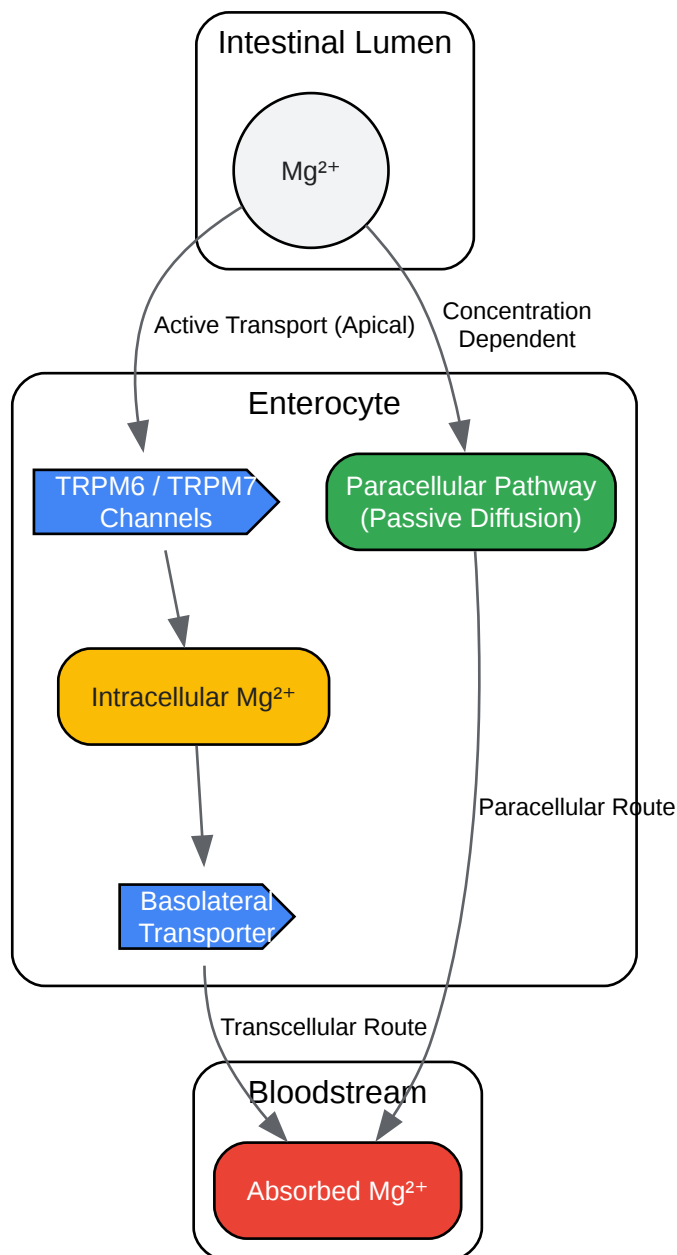 Intestinal Lumen
Mg²⁺
Active Transport (Apical)
Concentration
Dependent
Enterocyte
TRPM6 / TRPM7
Channels
Paracellular Pathway
(Passive Diffusion)
Intracellular Mg²⁺
Paracellular Route
Basolateral
Transporter
Transcellular Route
Bloodstream
Absorbed Mg²⁺